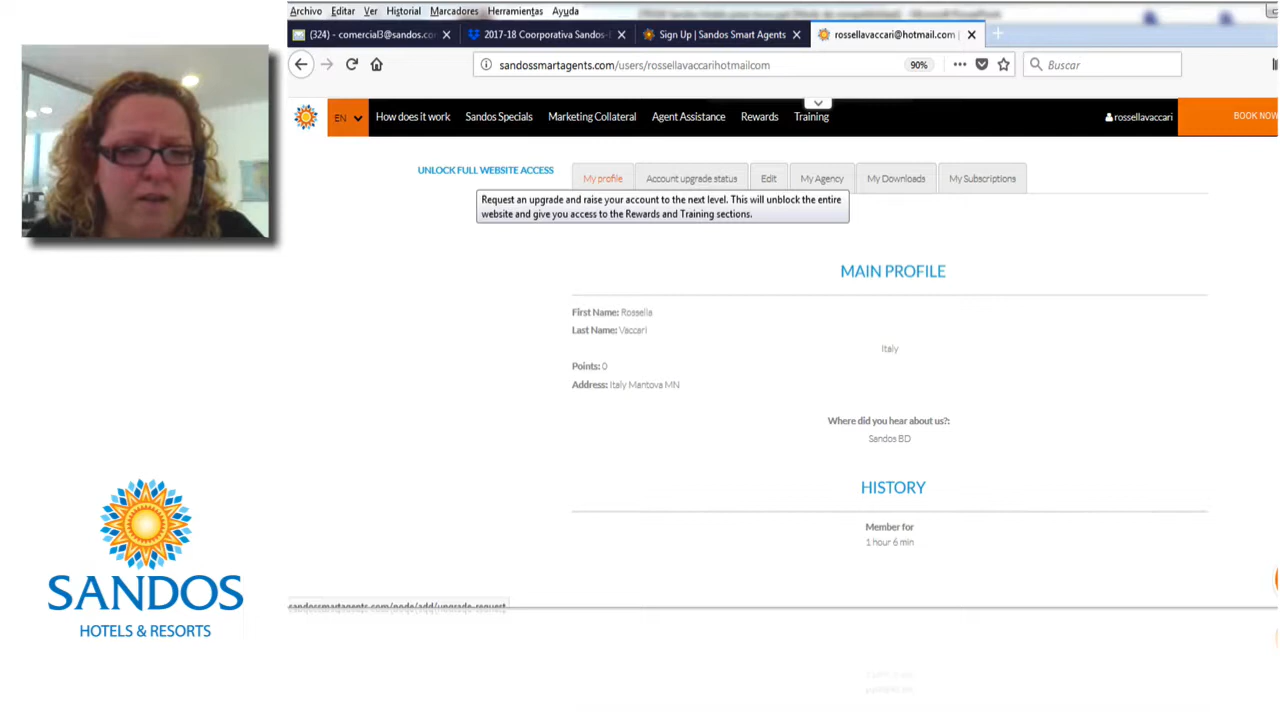 Archivo Editar Ver Historial Marcadores Herramientas Ayuda
(324) - comercial3@sandos.co
2017-18 Coorporativa Sandos-
Sign Up | Sandos Smart Agents
rossellavaccari@hotmail.com |
sandossmartagents.com/users/rossellavaccarihotmailcom
90%
Buscar
EN
How does it work
Sandos Specials
Marketing Collateral
Agent Assistance
Rewards
Training
rossellavaccari
BOOK NOW
UNLOCK FULL WEBSITE ACCESS
My profile
Account upgrade status
Edit
My Agency
My Downloads
My Subscriptions
Request an upgrade and raise your account to the next level. This will unblock the entire
website and give you access to the Rewards and Training sections.
MAIN PROFILE
First Name: Rossella
Last Name: Vaccari
Italy
Points: 0
Address: Italy Mantova MN
Where did you hear about us?:
Sandos BD
HISTORY
Member for
1 hour 6 min
sandossmartagents.com/node/add/upgrade-request
SANDOS
HOTELS & RESORTS